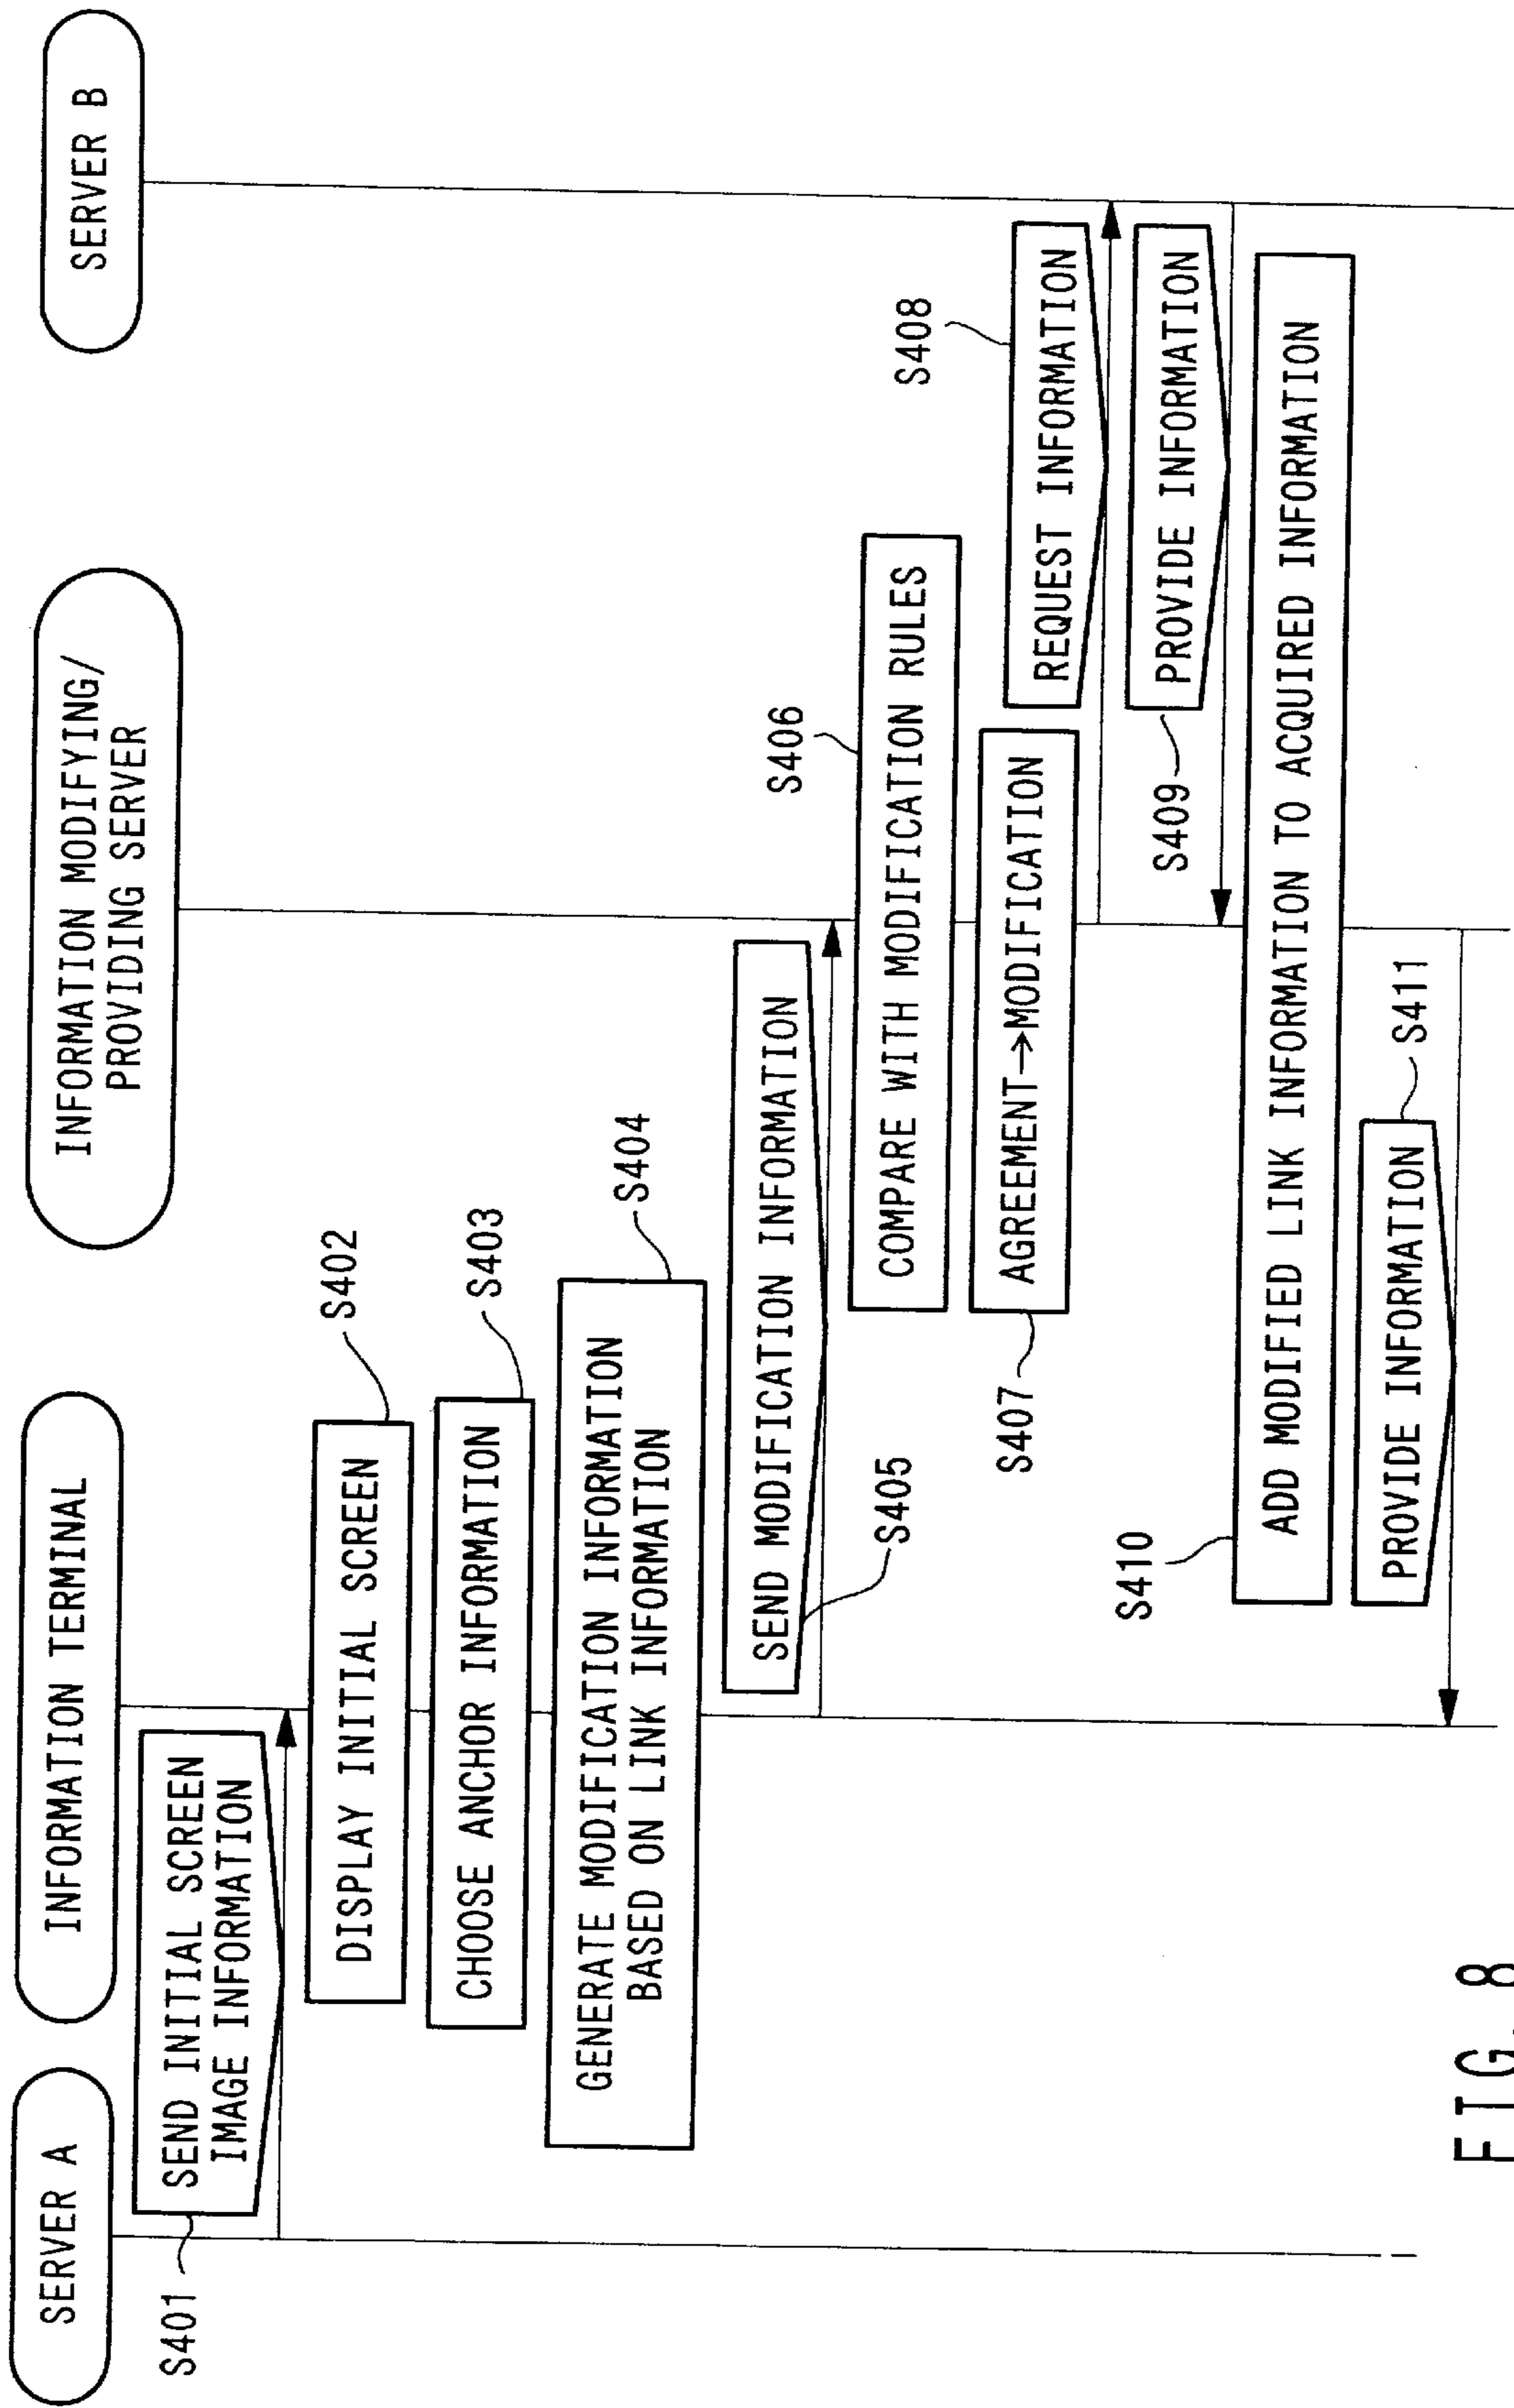 SERVER A
INFORMATION TERMINAL
INFORMATION MODIFYING/
PROVIDING SERVER
SERVER B
S401
SEND INITIAL SCREEN
IMAGE INFORMATION
DISPLAY INITIAL SCREEN
S402
CHOOSE ANCHOR INFORMATION
S403
GENERATE MODIFICATION INFORMATION
BASED ON LINK INFORMATION
S404
SEND MODIFICATION INFORMATION
S405
COMPARE WITH MODIFICATION RULES
S406
S407
AGREEMENT→MODIFICATION
REQUEST INFORMATION
S408
S409
PROVIDE INFORMATION
S410
ADD MODIFIED LINK INFORMATION TO ACQUIRED INFORMATION
PROVIDE INFORMATION
S411
FIG. 8